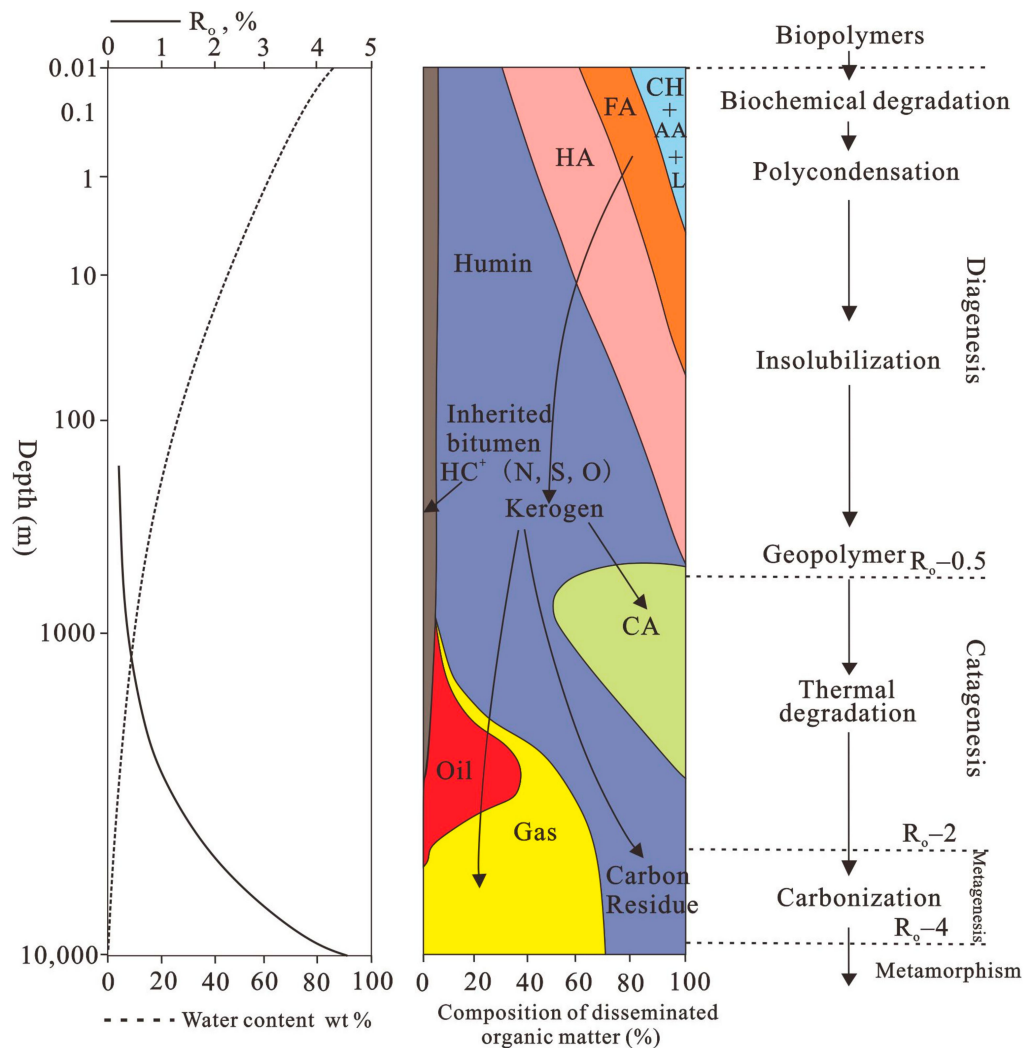 R₀, %
0 1 2 3 4 5
Depth (m)
0.01
0.1
1
10
100
1000
10,000
0 20 40 60 80 100
Water content wt %
CH
+
AA
+
L
FA
HA
Humin
Inherited
bitumen
HC⁺ (N, S, O)
Kerogen
CA
Oil
Gas
Carbon
Residue
0 20 40 60 80 100
Composition of disseminated
organic matter (%)
Biopolymers
Biochemical degradation
Polycondensation
Insolubilization
Geopolymer
R₀–0.5
Thermal
degradation
R₀–2
Carbonization
R₀–4
Metamorphism
Diagenesis
Catagenesis
Metagenesis